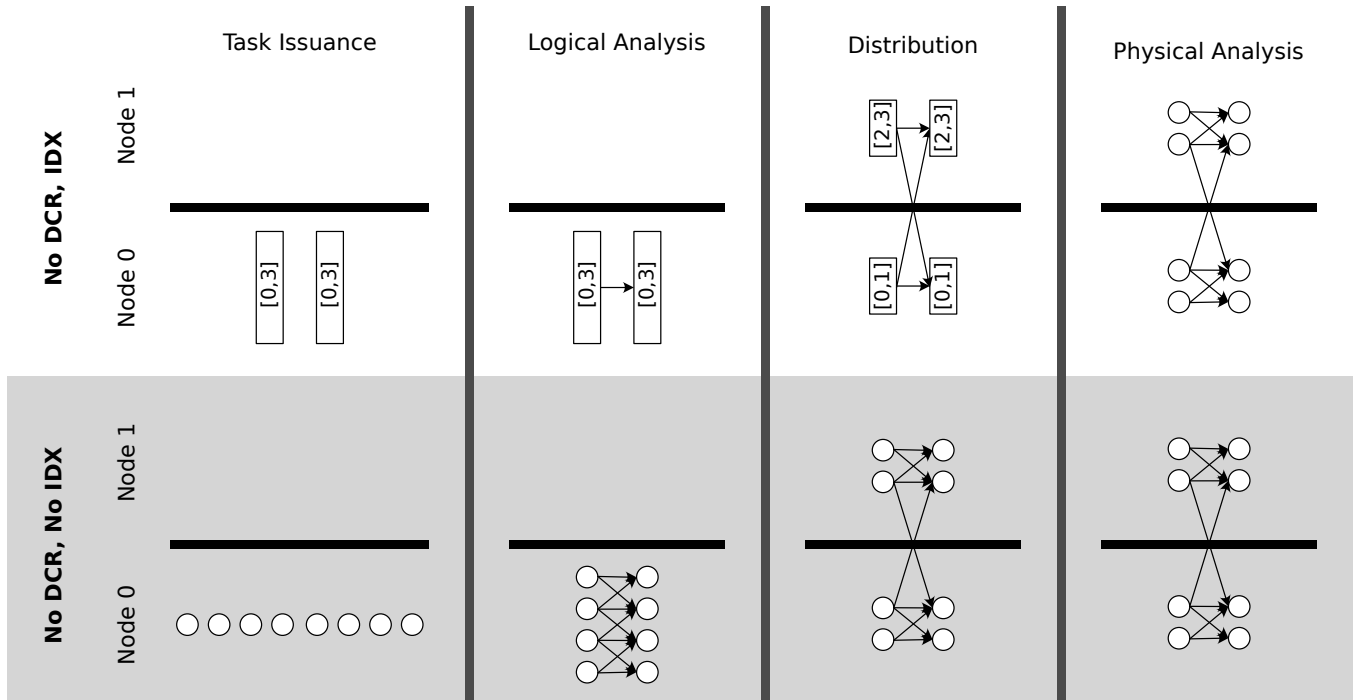 Task Issuance
Logical Analysis
Distribution
Physical Analysis
No DCR, IDX
Node 1
[2,3]
[2,3]
Node 0
[0,3]
[0,3]
[0,3]
[0,3]
[0,1]
[0,1]
No DCR, No IDX
Node 1
Node 0